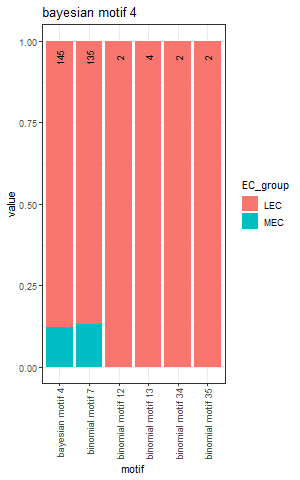 bayesian motif 4
1.00
0.75
0.50
0.25
0.00
value
145
135
2
4
2
2
bayesian motif 4
binomial motif 7
binomial motif 12
binomial motif 13
binomial motif 34
binomial motif 35
motif
EC_group
LEC
MEC